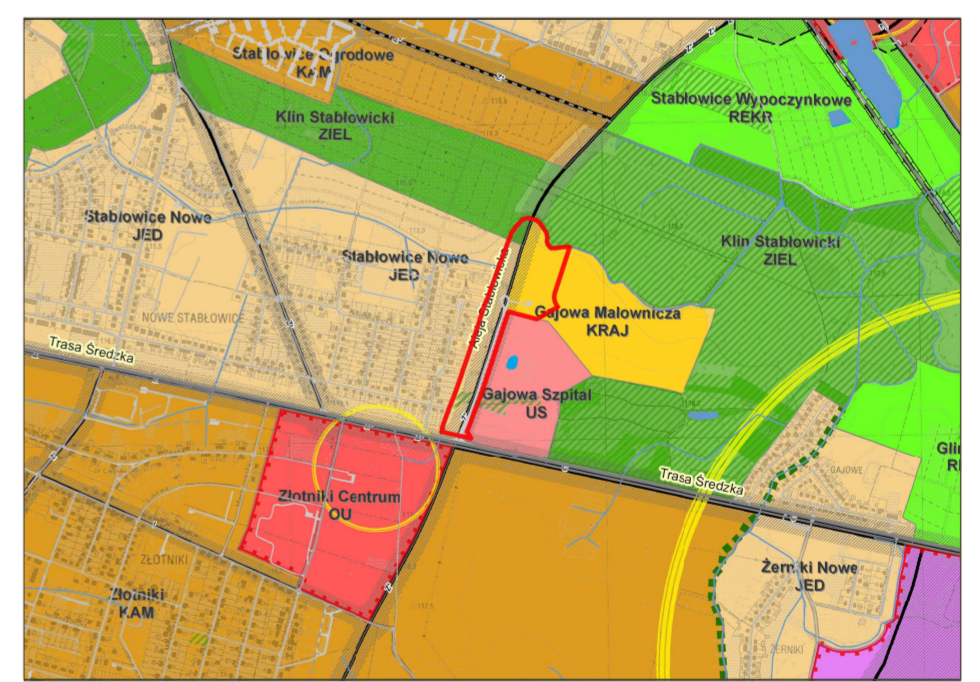 Stabłowice Ogrodowe
KAM
Stabłowice Wypoczynkowe
REKR
Klin Stabłowicki
ZIEL
Stabłowice Nowe
JED
Stabłowice Nowe
JED
Klin Stabłowicki
ZIEL
NOWE STABŁOWICE
Aleja Stabłowicka
Gajowa Malownicza
KRAJ
Trasa Średzka
Gajowa Szpital
US
Trasa Średzka
GAJOWE
Złotniki Centrum
OU
ZŁOTNIKI
Złotniki
KAM
Żerniki Nowe
JED
ŻERNIKI